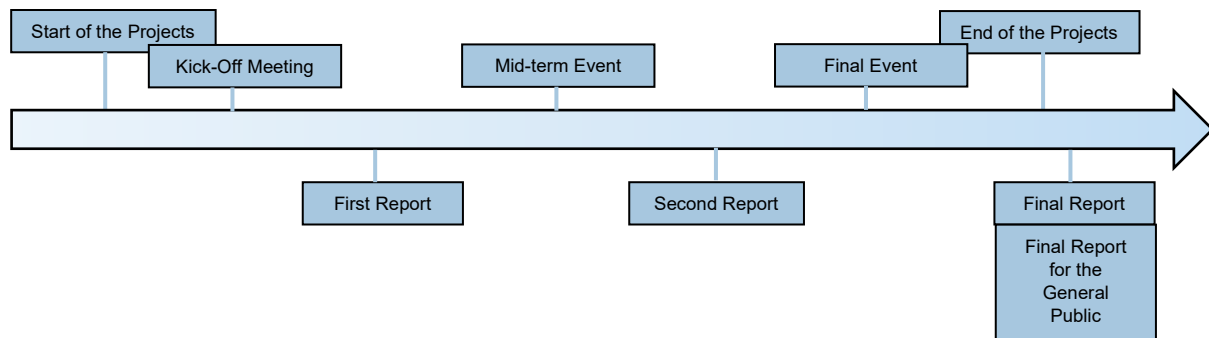 Start of the Projects
End of the Projects
Kick-Off Meeting
Mid-term Event
Final Event
First Report
Second Report
Final Report
Final Report
for the
General
Public